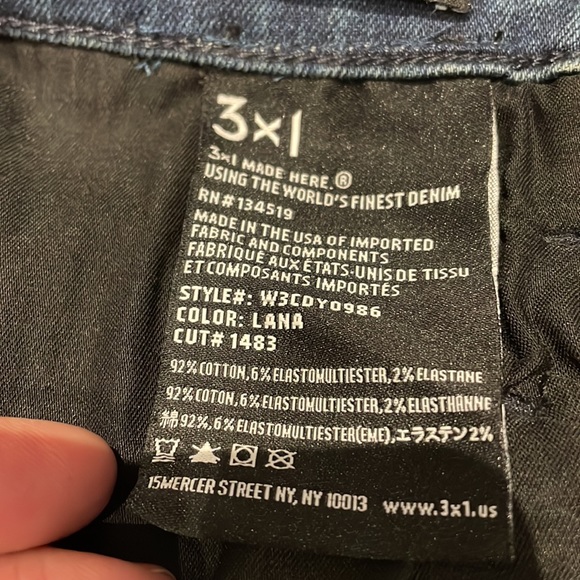 3x1
3x1 MADE HERE.®
USING THE WORLD'S FINEST DENIM
RN#134519
MADE IN THE USA OF IMPORTED
FABRIC AND COMPONENTS
FABRIQUÉ AUX ÉTATS-UNIS DE TISSU
ET COMPOSANTS IMPORTÉS
STYLE#: W3CDY0986
COLOR: LANA
CUT# 1483
92% COTTON, 6% ELASTOMULTIESTER, 2% ELASTANE
92% COTON, 6% ELASTOMULTIESTER, 2% ELASTHANNE
綿 92%, 6% ELASTOMULTIESTER(EME), エラステン 2%
15MERCER STREET NY, NY 10013 www.3x1.us